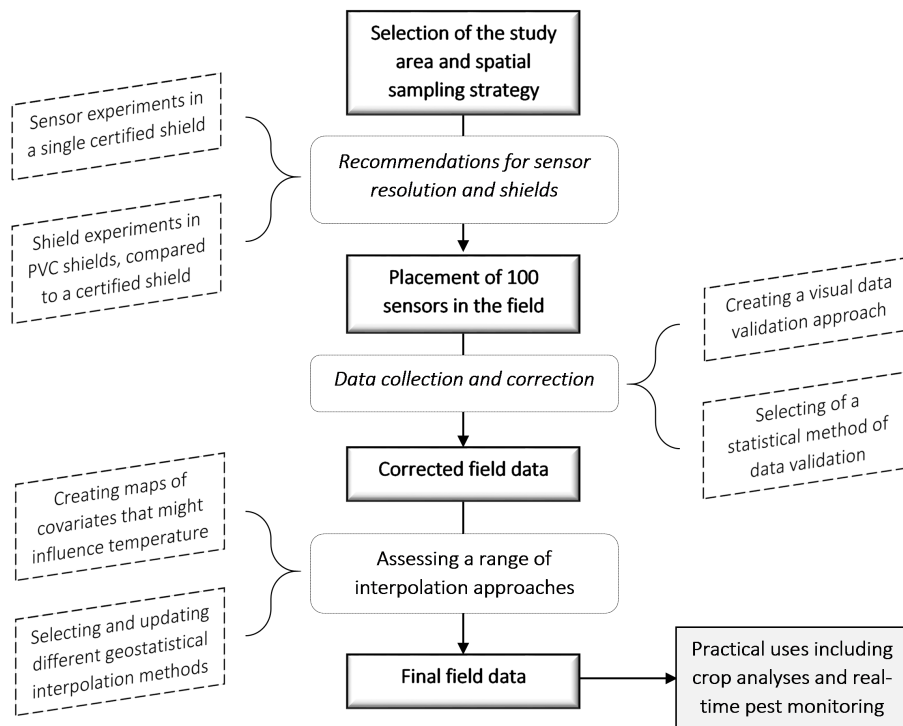 Selection of the study
area and spatial
sampling strategy
Sensor experiments in
a single certified shield
Recommendations for sensor
resolution and shields
Shield experiments in
PVC shields, compared
to a certified shield
Placement of 100
sensors in the field
Creating a visual data
validation approach
Data collection and correction
Selecting of a
statistical method of
data validation
Corrected field data
Creating maps of
covariates that might
influence temperature
Assessing a range of
interpolation approaches
Selecting and updating
different geostatistical
interpolation methods
Final field data
Practical uses including
crop analyses and real-
time pest monitoring